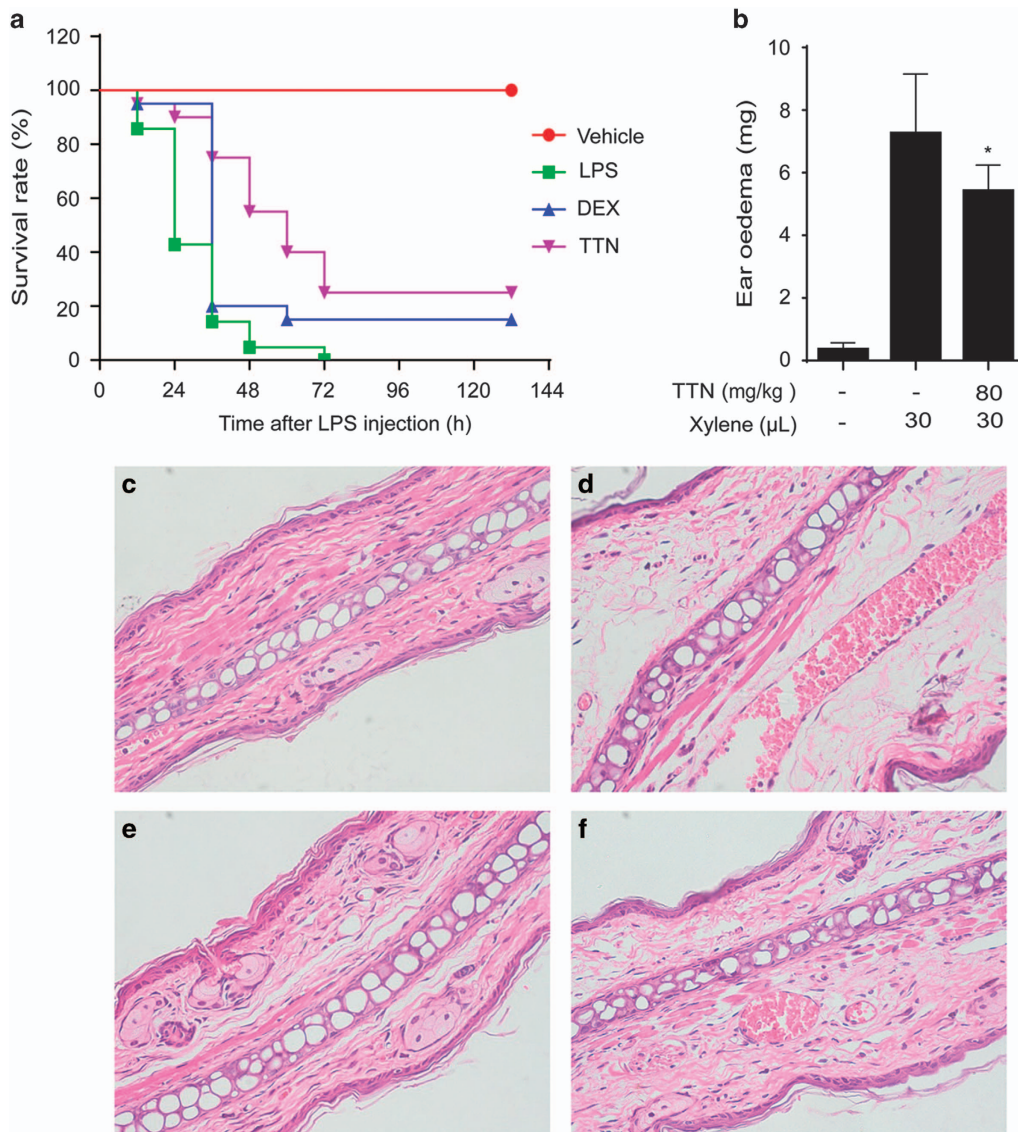 a
120
100
80
60
40
20
0
Survival rate (%)
0 24 48 72 96 120 144
Time after LPS injection (h)
Vehicle
LPS
DEX
TTN
b
10
8
6
4
2
0
Ear oedema (mg)
*
TTN (mg/kg ) - - 80
Xylene (µL) - 30 30
c
d
e
f